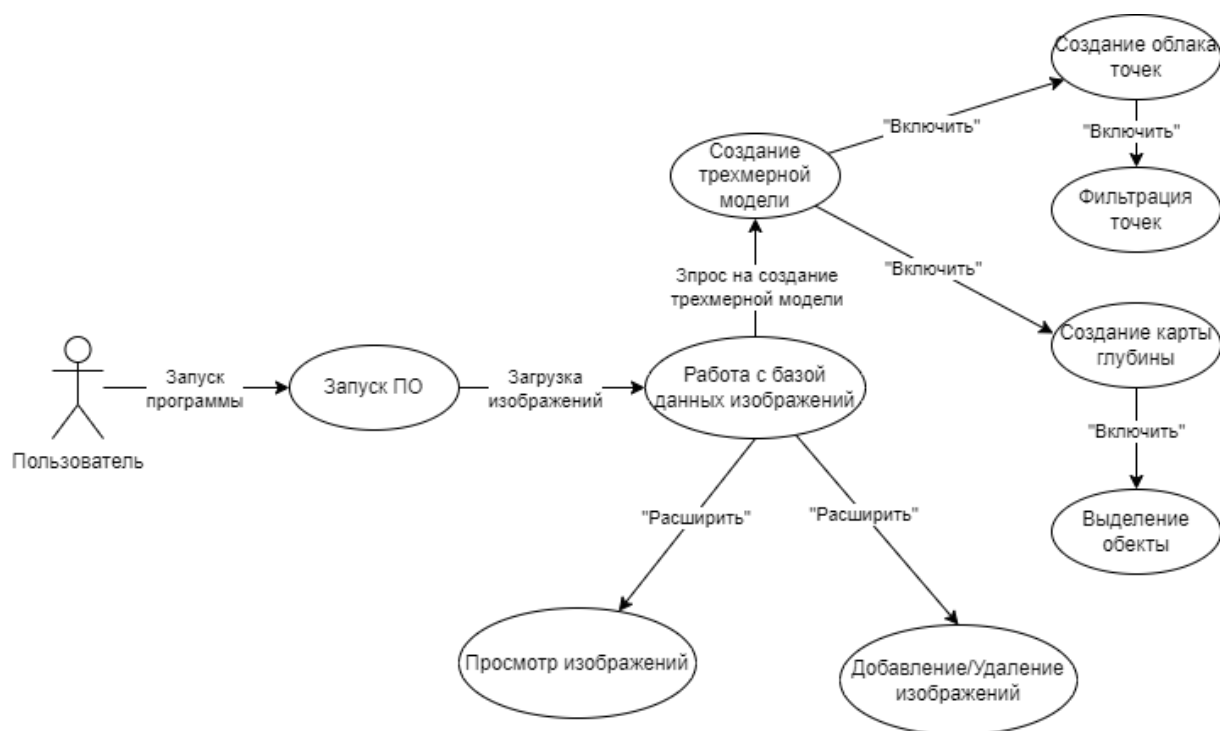 Создание облака
точек
"Включить"
"Включить"
Создание
трехмерной
модели
Фильтрация
точек
"Включить"
Зпрос на создание
трехмерной модели
Создание карты
глубины
Запуск
программы
Запуск ПО
Загрузка
изображений
Работа с базой
данных изображений
"Включить"
Пользователь
"Расширить"
"Расширить"
Выделение
обекты
Просмотр изображений
Добавление/Удаление
изображений